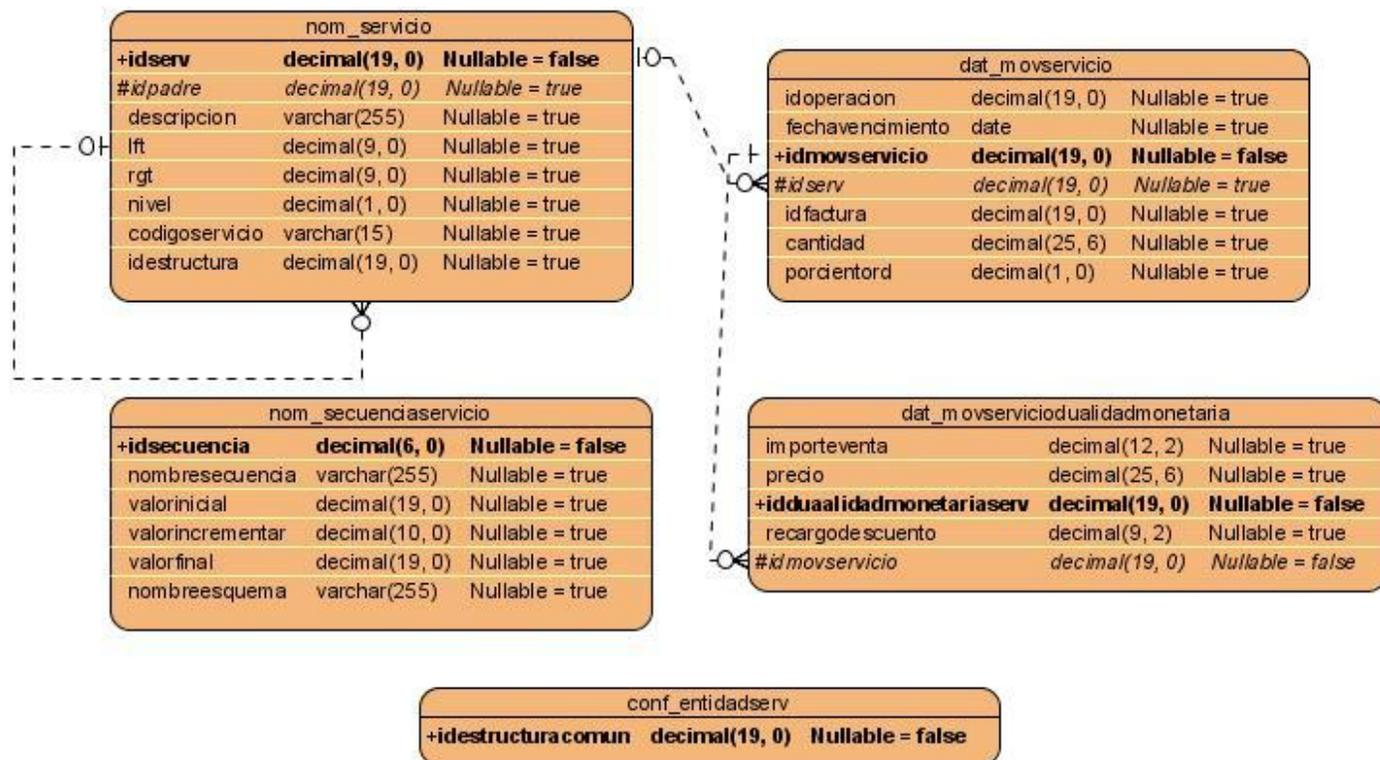 nom_servicio
+idserv decimal(19, 0) Nullable = false
#idpadre decimal(19, 0) Nullable = true
descripcion varchar(255) Nullable = true
lft decimal(9, 0) Nullable = true
rgt decimal(9, 0) Nullable = true
nivel decimal(1, 0) Nullable = true
codigoservicio varchar(15) Nullable = true
idestructura decimal(19, 0) Nullable = true
dat_movservicio
idoperacion decimal(19, 0) Nullable = true
fechavencimiento date Nullable = true
+idmovservicio decimal(19, 0) Nullable = false
#idserv decimal(19, 0) Nullable = true
idfactura decimal(19, 0) Nullable = true
cantidad decimal(25, 6) Nullable = true
porcientord decimal(1, 0) Nullable = true
nom_secuenciaservicio
+idsecuencia decimal(6, 0) Nullable = false
nombresecuencia varchar(255) Nullable = true
valorinicial decimal(19, 0) Nullable = true
valorincrementar decimal(10, 0) Nullable = true
valorfinal decimal(19, 0) Nullable = true
nombreesquema varchar(255) Nullable = true
dat_movserviciodualidadmonetaria
importeventa decimal(12, 2) Nullable = true
precio decimal(25, 6) Nullable = true
+idduaalidadmonetariaserv decimal(19, 0) Nullable = false
recargodescuento decimal(9, 2) Nullable = true
#idmovservicio decimal(19, 0) Nullable = false
conf_entidadserv
+idestructuracomun decimal(19, 0) Nullable = false